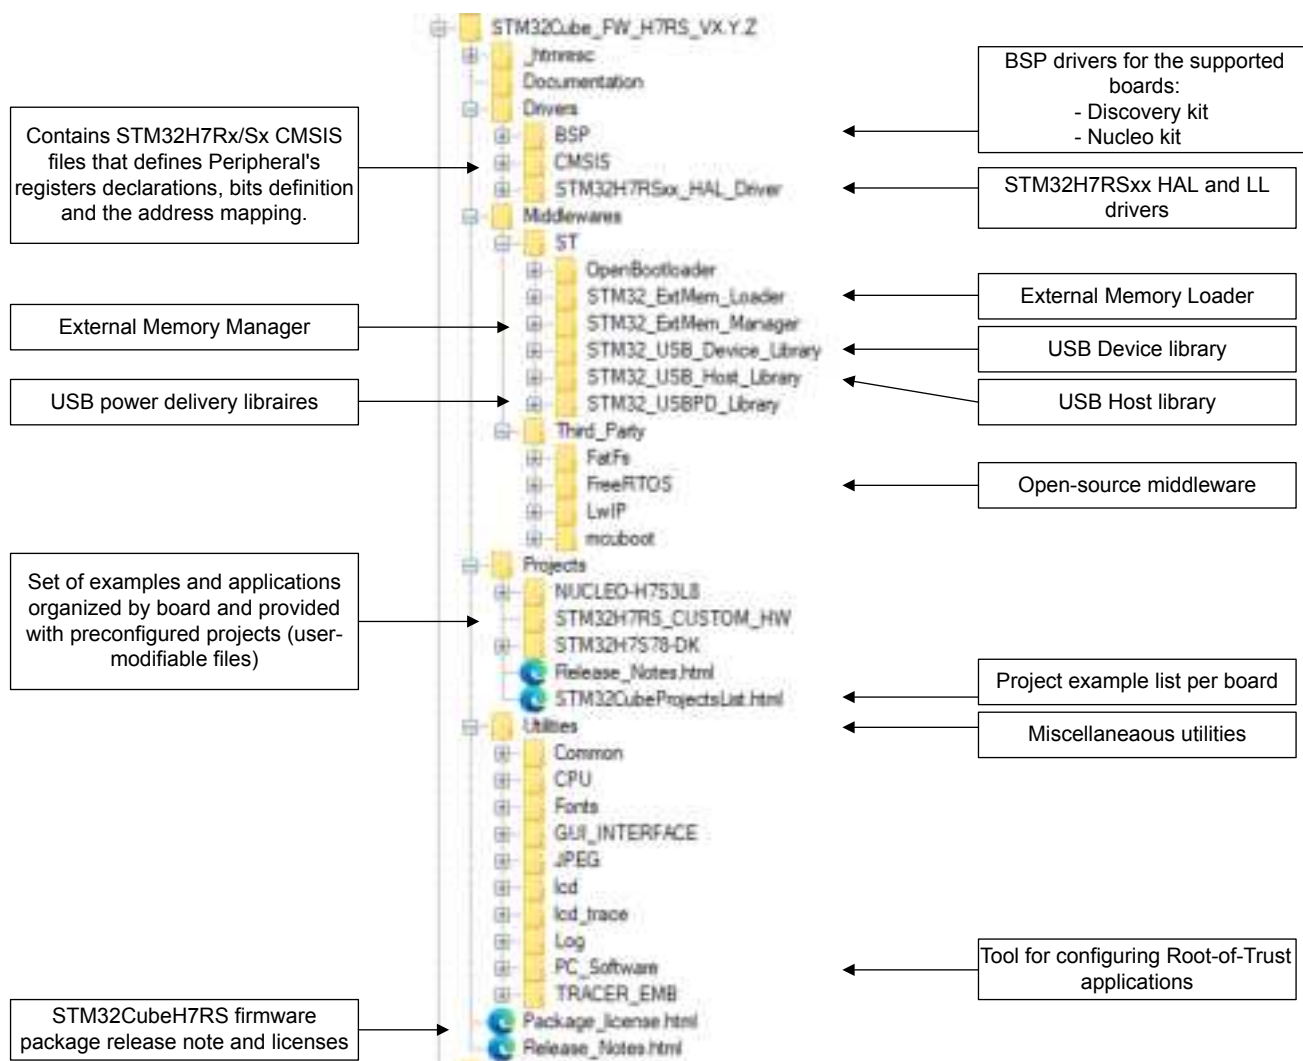 STM32Cube_FW_H7RS_VX.Y.Z
_htmresc
Documentation
Drivers
BSP
CMSIS
STM32H7RSxx_HAL_Driver
Middlewares
ST
OpenBootloader
STM32_ExtMem_Loader
STM32_ExtMem_Manager
STM32_USB_Device_Library
STM32_USB_Host_Library
STM32_USBPD_Library
Third_Party
FatFs
FreeRTOS
LwIP
mcuboot
Projects
NUCLEO-H7S3L8
STM32H7RS_CUSTOM_HW
STM32H7S78-DK
Release_Notes.html
STM32CubeProjectsList.html
Utilities
Common
CPU
Fonts
GUI_INTERFACE
JPEG
lcd
lcd_trace
Log
PC_Software
TRACER_EMB
Package_license.html
Release_Notes.html
Contains STM32H7Rx/Sx CMSIS
files that defines Peripheral's
registers declarations, bits definition
and the address mapping.
External Memory Manager
USB power delivery libraires
Set of examples and applications
organized by board and provided
with preconfigured projects (user-
modifiable files)
STM32CubeH7RS firmware
package release note and licenses
BSP drivers for the supported
boards:
- Discovery kit
- Nucleo kit
STM32H7RSxx HAL and LL
drivers
External Memory Loader
USB Device library
USB Host library
Open-source middleware
Project example list per board
Miscellaneaous utilities
Tool for configuring Root-of-Trust
applications